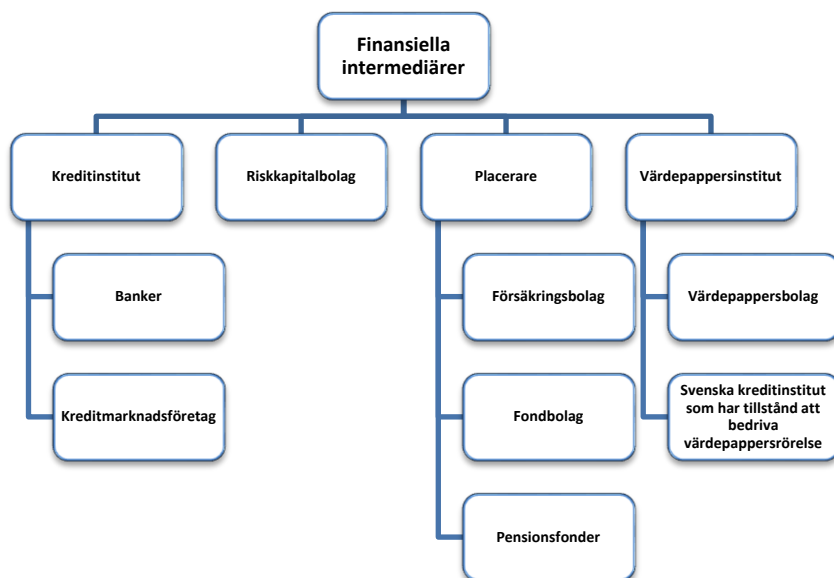 Finansiella
intermediärer
Kreditinstitut
Riskkapitalbolag
Placerare
Värdepappersinstitut
Banker
Försäkringsbolag
Värdepappersbolag
Kreditmarknadsföretag
Fondbolag
Svenska kreditinstitut
som har tillstånd att
bedriva
värdepappersrörelse
Pensionsfonder